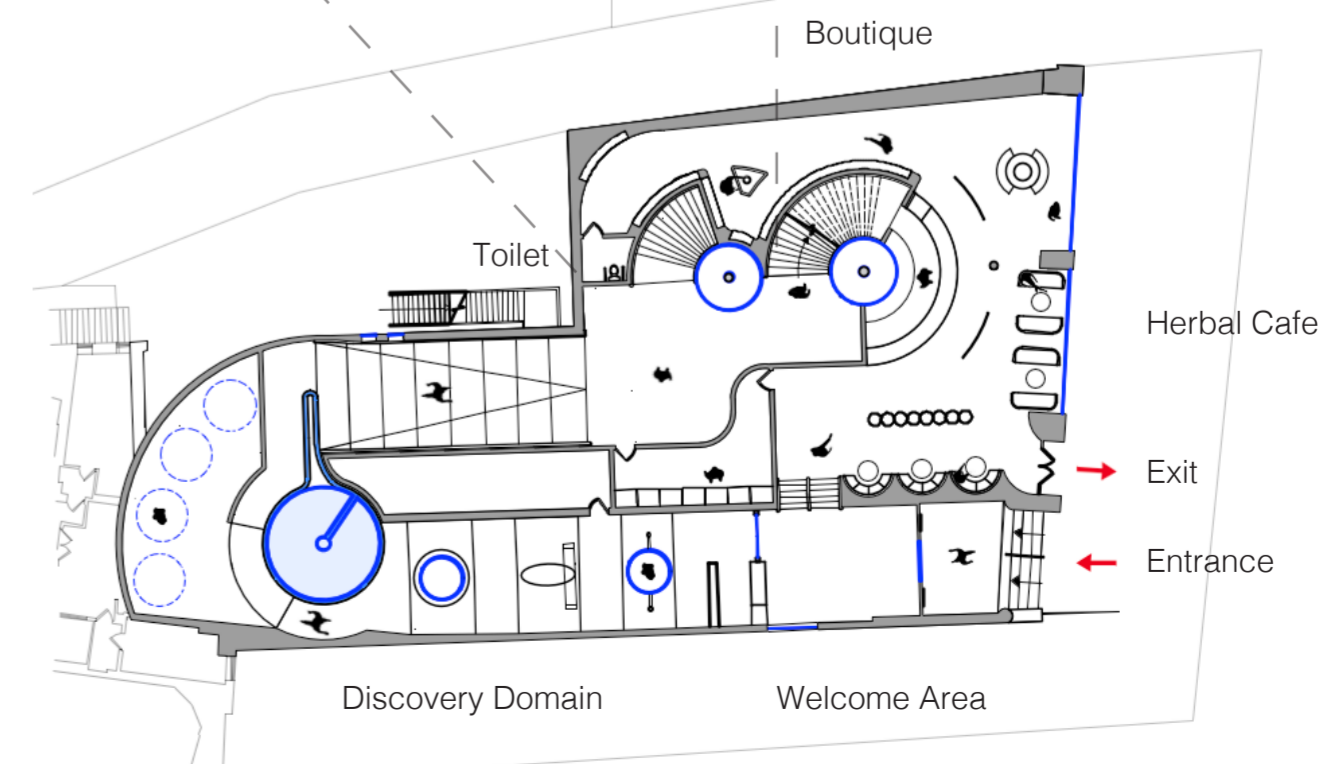 Boutique
Toilet
Herbal Cafe
Exit
Entrance
Discovery Domain
Welcome Area